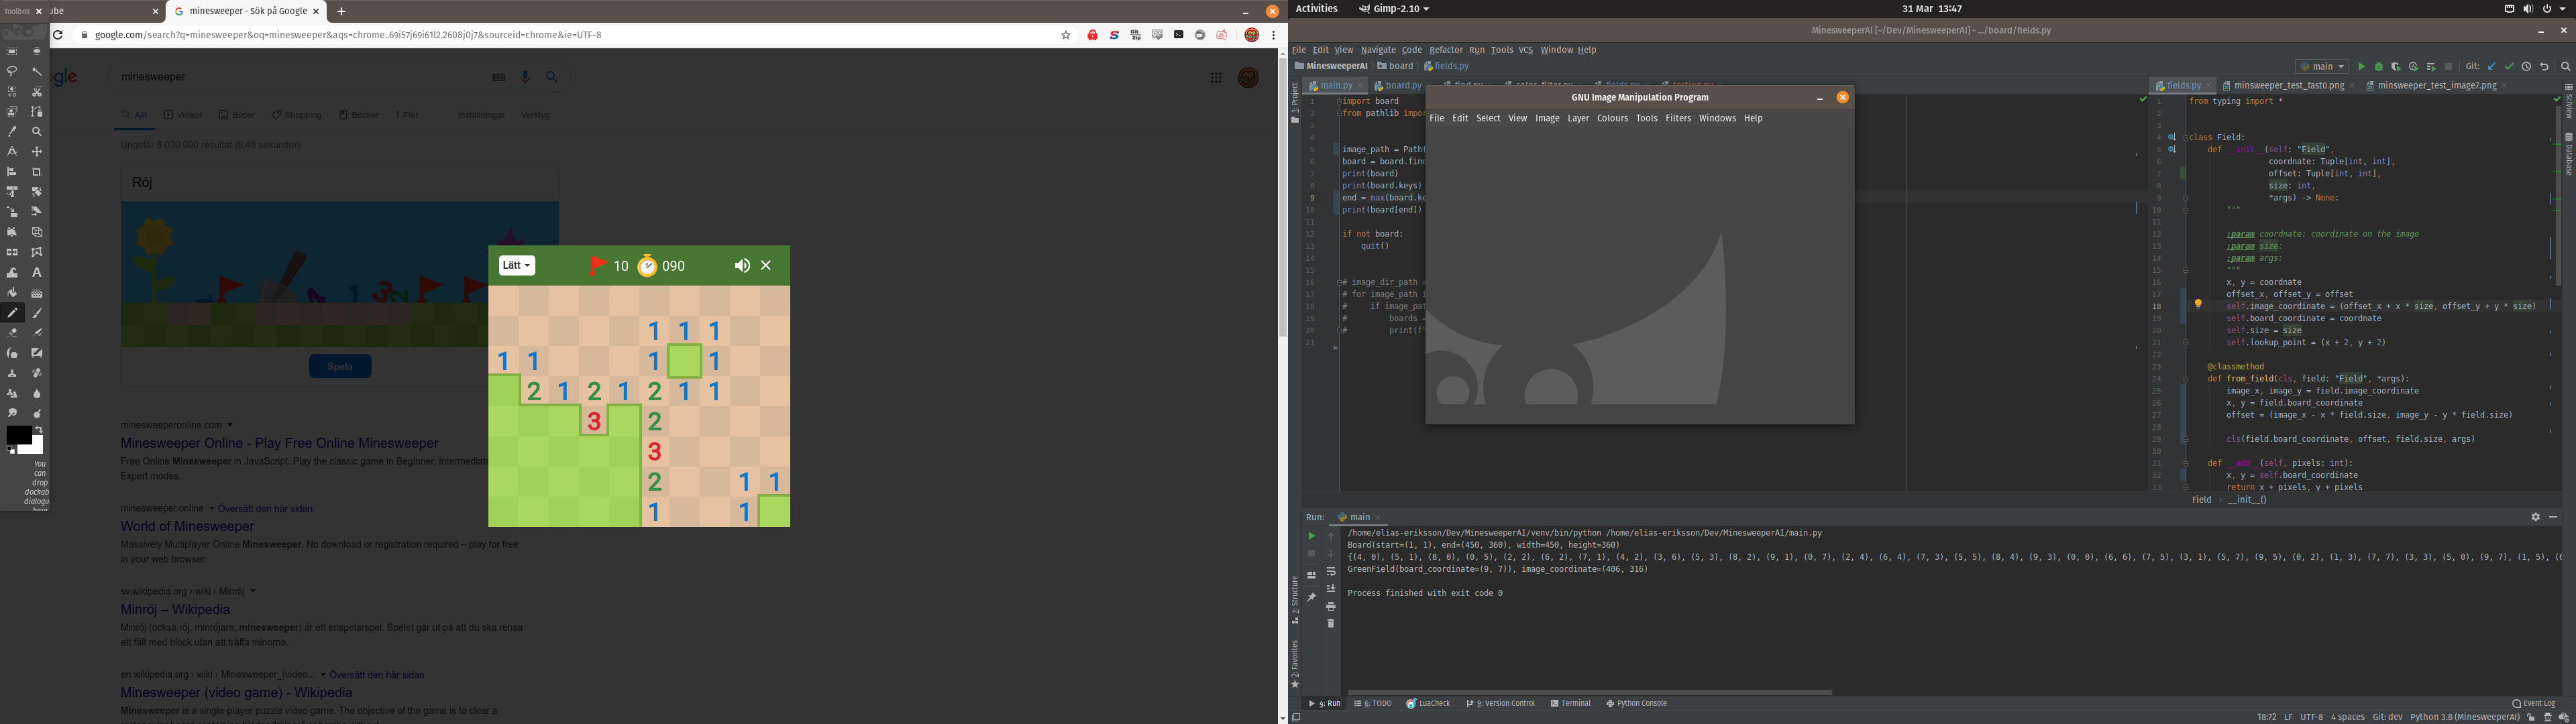 Toolbox
ube
minesweeper - Sök på Google
google.com/search?q=minesweeper&oq=minesweeper&aqs=chrome..69i57j69i61l2.2608j0j7&sourceid=chrome&ie=UTF-8
gle
minesweeper
Allt
Videor
Bilder
Shopping
Böcker
Fler
Inställningar
Verktyg
Ungefär 8 030 000 resultat (0,48 sekunder)
Röj
Spela
Lätt
10
090
1 1 1
1 1 1 1
2 1 2 1 2 1 1
3 2
3
2 1 1
1 1
minesweeperonline.com
Minesweeper Online - Play Free Online Minesweeper
Free Online Minesweeper in JavaScript. Play the classic game in Beginner, Intermediate
Expert modes.
minesweeper.online
Översätt den här sidan
World of Minesweeper
Massively Multiplayer Online Minesweeper. No download or registration required – play for free
in your web browser.
sv.wikipedia.org › wiki › Minröj
Minröj – Wikipedia
Minröj (också röj, minröjare, minesweeper) är ett enspelarspel. Spelet går ut på att du ska rensa
ett fält med block utan att träffa minorna.
en.wikipedia.org › wiki › Minesweeper_(video...
Översätt den här sidan
Minesweeper (video game) - Wikipedia
Minesweeper is a single-player puzzle video game. The objective of the game is to clear a
You
can
drop
dockab
dialogu
here
Activities
Gimp-2.10
31 Mar 13:47
MinesweeperAI [~/Dev/MinesweeperAI] - .../board/fields.py
File Edit View Navigate Code Refactor Run Tools VCS Window Help
MinesweeperAI
board
fields.py
main
Git:
main.py
board.py
GNU Image Manipulation Program
File Edit Select View Image Layer Colours Tools Filters Windows Help
1: Project
import board
from pathlib impor
image_path = Path(
board = board.find
print(board)
print(board.keys)
end = max(board.ke
print(board[end])
if not board:
quit()
# image_dir_path =
# for image_path i
# if image_pat
# boards =
# print(f"
fields.py
minsweeper_test_fast0.png
minsweeper_test_image7.png
SciView
Database
from typing import *
class Field:
def __init__(self: "Field",
coordinate: Tuple[int, int],
offset: Tuple[int, int],
size: int,
*args) -> None:
"""
:param coordnate: coordinate on the image
:param size:
:param args:
"""
x, y = coordnate
offset_x, offset_y = offset
self.image_coordinate = (offset_x + x * size, offset_y + y * size)
self.board_coordinate = coordnate
self.size = size
self.lookup_point = (x + 2, y + 2)
@classmethod
def from_field(cls, field: "Field", *args):
image_x, image_y = field.image_coordinate
x, y = field.board_coordinate
offset = (image_x - x * field.size, image_y - y * field.size)
cls(field.board_coordinate, offset, field.size, args)
def __add__(self, pixels: int):
x, y = self.board_coordinate
return x + pixels, y + pixels
Field
__init__()
Run:
main
/home/elias-eriksson/Dev/MinesweeperAI/venv/bin/python /home/elias-eriksson/Dev/MinesweeperAI/main.py
Board(start=(1, 1), end=(450, 360), width=450, height=360)
{(4, 0), (5, 1), (8, 0), (0, 5), (2, 2), (6, 2), (7, 1), (4, 2), (3, 6), (5, 3), (8, 2), (9, 1), (0, 7), (2, 4), (6, 4), (7, 3), (5, 5), (8, 4), (9, 3), (0, 0), (6, 6), (7, 5), (3, 1), (5, 7), (9, 5), (0, 2), (1, 3), (7, 7), (3, 3), (5, 0), (9, 7), (1, 5), (6
GreenField(board_coordinate=(9, 7)), image_coordinate=(406, 316)
Process finished with exit code 0
7: Structure
2: Favorites
4: Run
6: TODO
LuaCheck
9: Version Control
Terminal
Python Console
Event Log
18:72 LF UTF-8 4 spaces Git: dev Python 3.8 (MinesweeperAI)